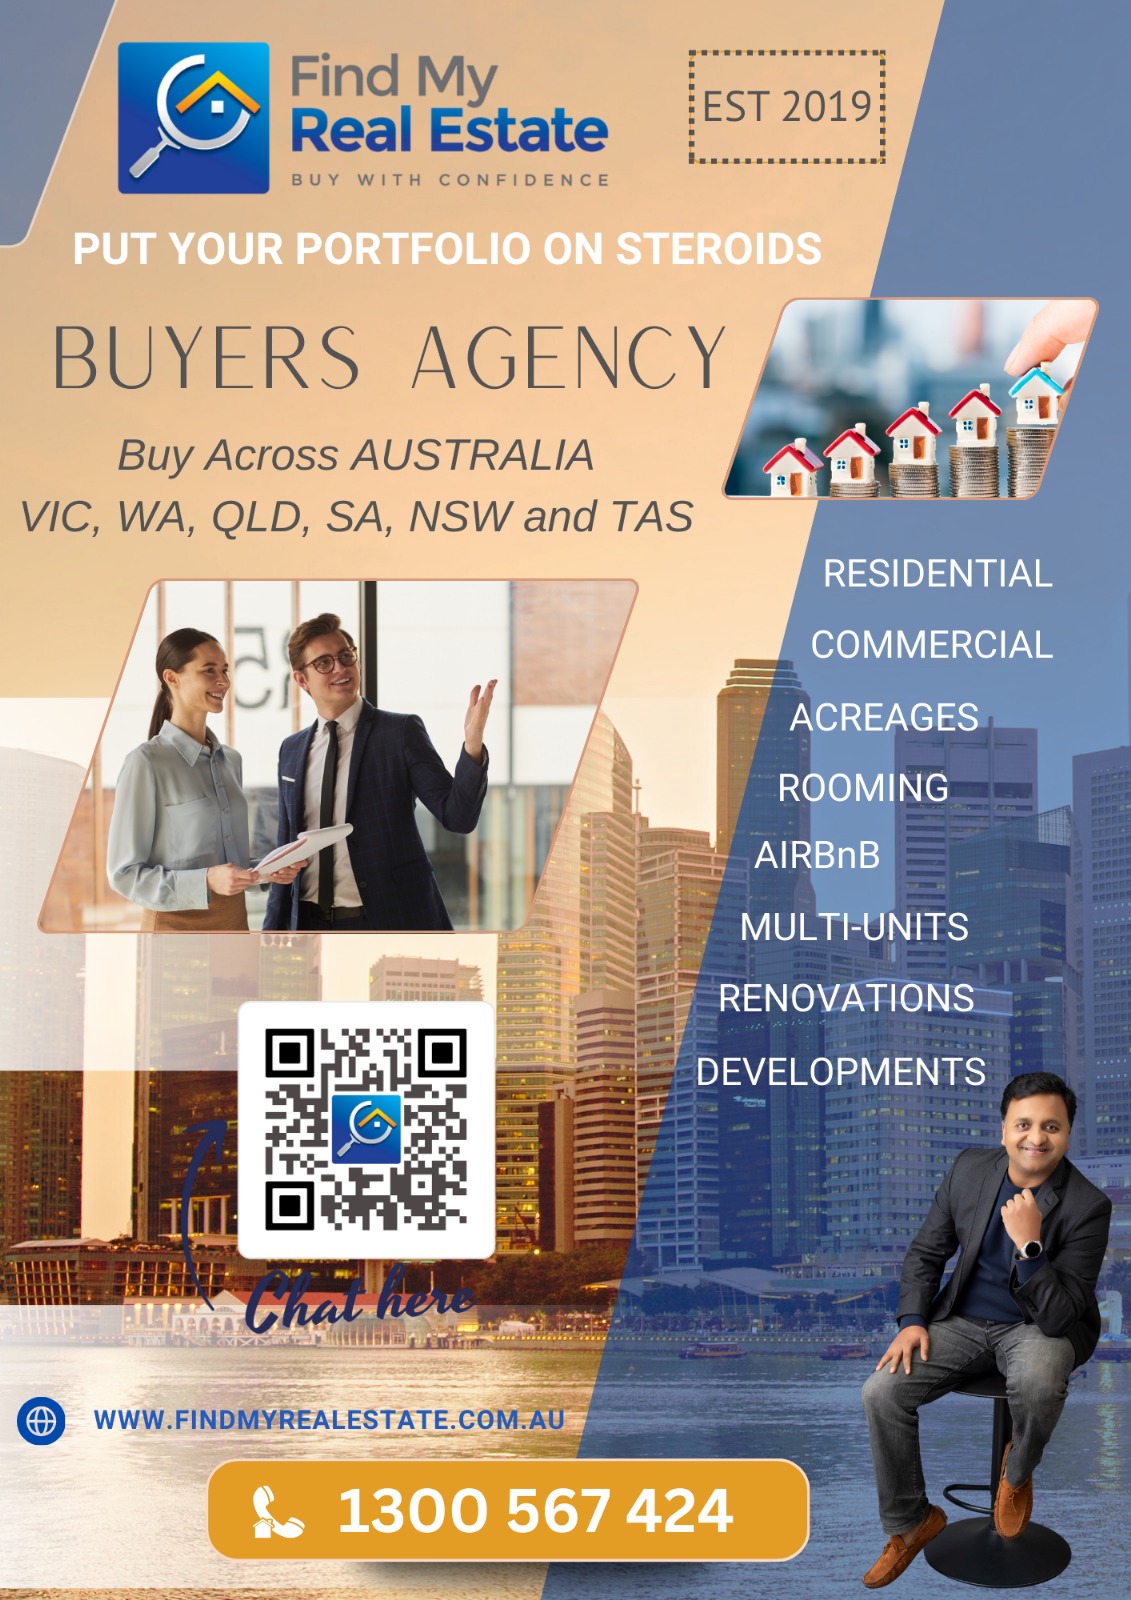 Find My
Real Estate
BUY WITH CONFIDENCE
EST 2019
PUT YOUR PORTFOLIO ON STEROIDS
BUYERS AGENCY
Buy Across AUSTRALIA
VIC, WA, QLD, SA, NSW and TAS
RESIDENTIAL
COMMERCIAL
ACREAGES
ROOMING
AIRBnB
MULTI-UNITS
RENOVATIONS
DEVELOPMENTS
Chat here
WWW.FINDMYREALESTATE.COM.AU
1300 567 424